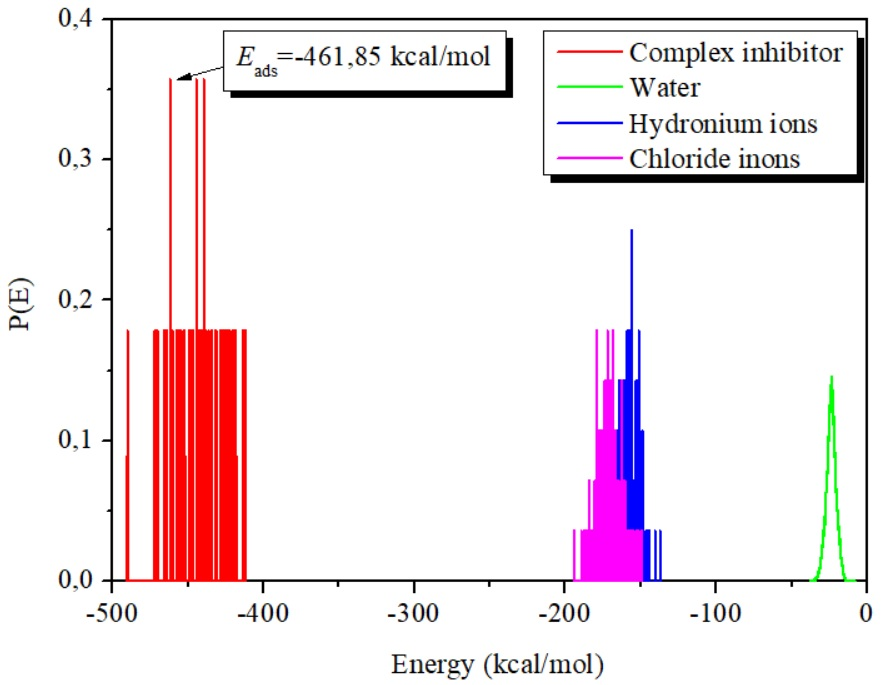 0,4
E_ads=-461,85 kcal/mol
Complex inhibitor
Water
Hydronium ions
Chloride inons
0,3
0,2
0,1
0,0
P(E)
-500 -400 -300 -200 -100 0
Energy (kcal/mol)